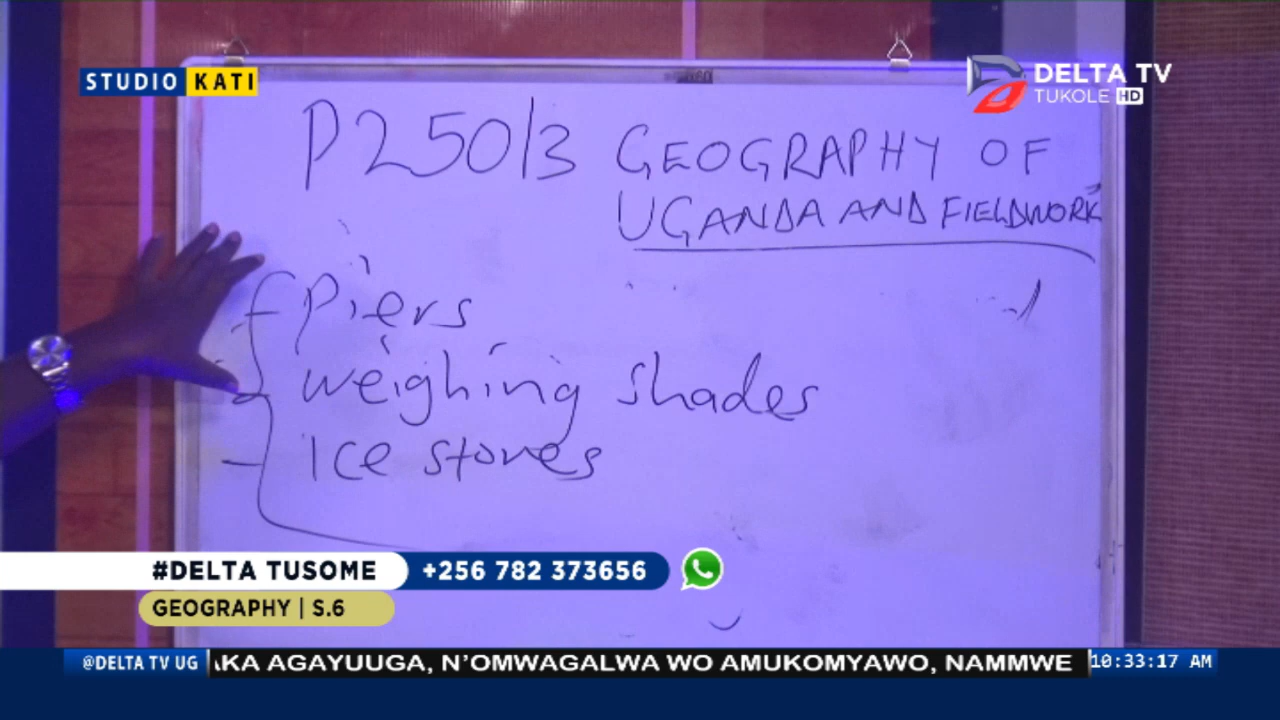 STUDIO KATI
DELTA TV
TUKOLE HD
P250/3 GEOGRAPHY OF
UGANDA AND FIELDWORK
- Piers
- weighing shades
- Ice stores
#DELTA TUSOME +256 782 373656
GEOGRAPHY | S.6
@DELTA TV UG AKA AGAYUUGA, N'OMWAGALWA WO AMUKOMYAWO, NAMMWE 10:33:17 AM